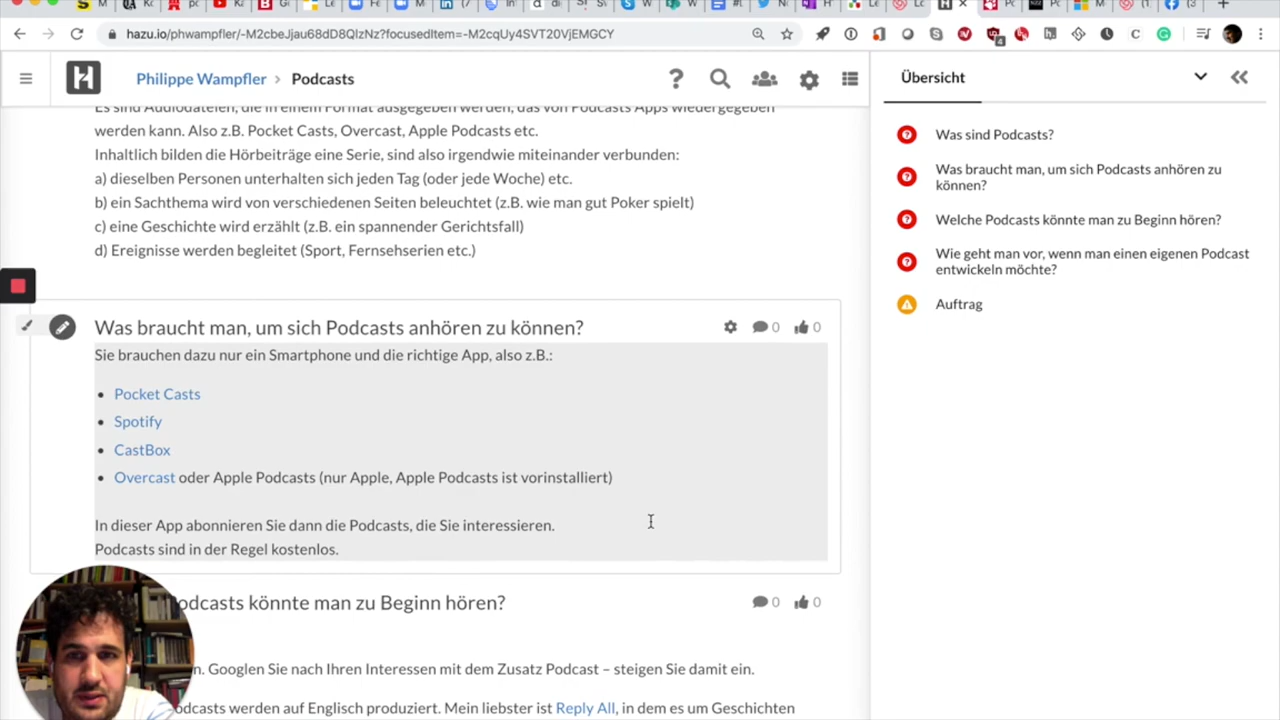 hazu.io/phwampfler/-M2cbeJjau68dD8QlzNz?focusedItem=-M2cqUy4SVT20VjEMGCY
4
Philippe Wampfler > Podcasts
Es sind Audiodateien, die in einem Format ausgegeben werden, das von Podcasts Apps wiedergegeben
werden kann. Also z.B. Pocket Casts, Overcast, Apple Podcasts etc.
Inhaltlich bilden die Hörbeiträge eine Serie, sind also irgendwie miteinander verbunden:
a) dieselben Personen unterhalten sich jeden Tag (oder jede Woche) etc.
b) ein Sachthema wird von verschiedenen Seiten beleuchtet (z.B. wie man gut Poker spielt)
c) eine Geschichte wird erzählt (z.B. ein spannender Gerichtsfall)
d) Ereignisse werden begleitet (Sport, Fernsehserien etc.)
Was braucht man, um sich Podcasts anhören zu können?
0 0
Sie brauchen dazu nur ein Smartphone und die richtige App, also z.B.:
• Pocket Casts
• Spotify
• CastBox
• Overcast oder Apple Podcasts (nur Apple, Apple Podcasts ist vorinstalliert)
In dieser App abonnieren Sie dann die Podcasts, die Sie interessieren.
Podcasts sind in der Regel kostenlos.
odcasts könnte man zu Beginn hören?
0 0
n. Googlen Sie nach Ihren Interessen mit dem Zusatz Podcast – steigen Sie damit ein.
odcasts werden auf Englisch produziert. Mein liebster ist Reply All, in dem es um Geschichten
Übersicht
Was sind Podcasts?
Was braucht man, um sich Podcasts anhören zu
können?
Welche Podcasts könnte man zu Beginn hören?
Wie geht man vor, wenn man einen eigenen Podcast
entwickeln möchte?
Auftrag